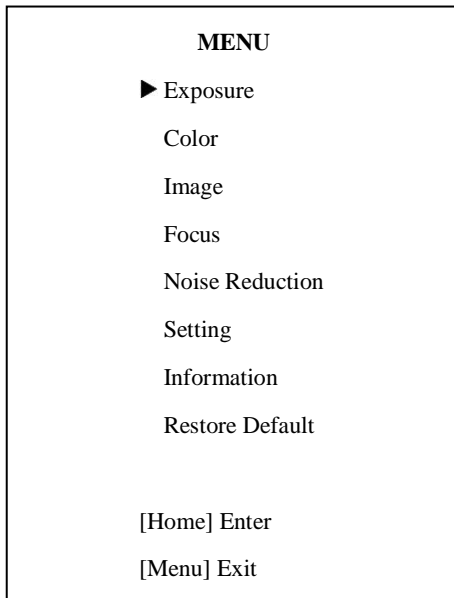 MENU
▶ Exposure
Color
Image
Focus
Noise Reduction
Setting
Information
Restore Default
[Home] Enter
[Menu] Exit